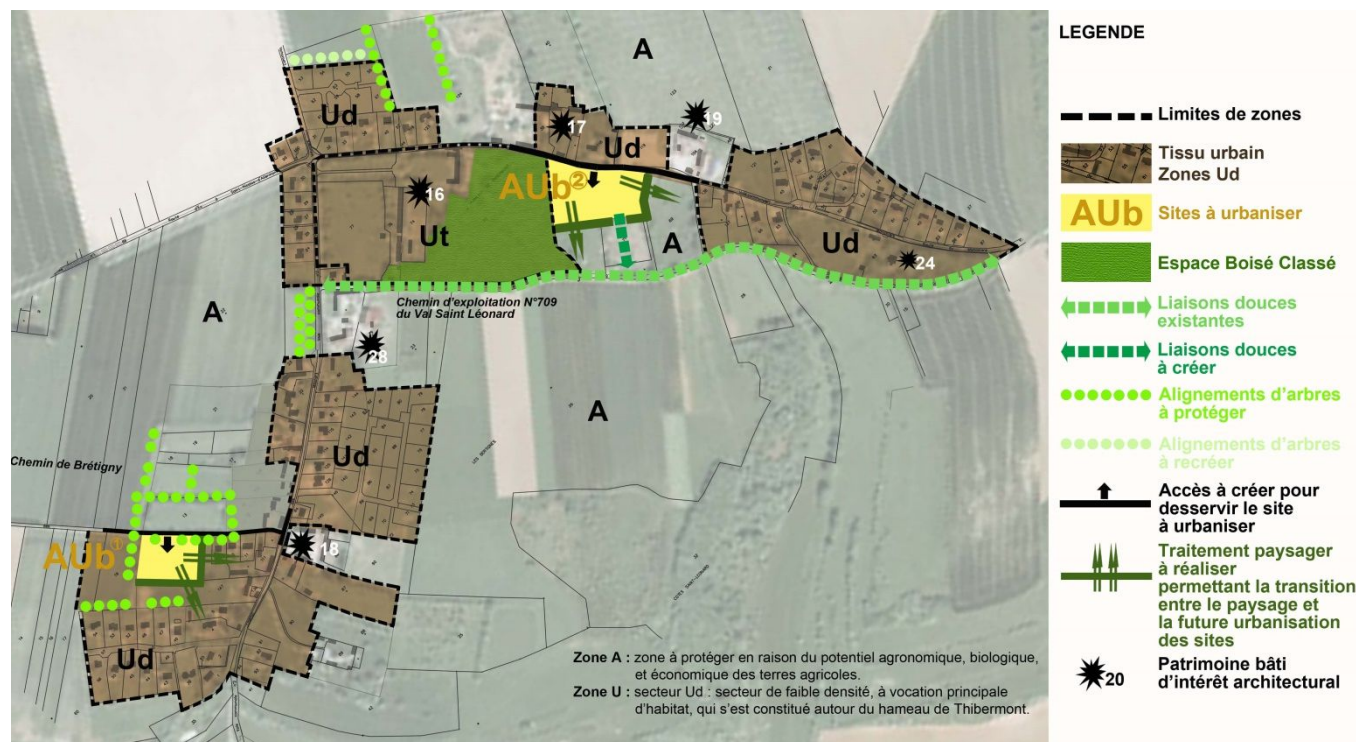 A
Ud
17
19
Ud
AUb②
16
Ut
A
Ud
24
Chemin d'exploitation N°709
du Val Saint Léonard
A
28
A
Ud
Chemin de Brétigny
AUb①
18
Ud
Zone A : zone à protéger en raison du potentiel agronomique, biologique,
et économique des terres agricoles.
Zone U : secteur Ud : secteur de faible densité, à vocation principale
d'habitat, qui s'est constitué autour du hameau de Thibermont.
LEGENDE
Limites de zones
Tissu urbain
Zones Ud
AUb
Sites à urbaniser
Espace Boisé Classé
Liaisons douces
existantes
Liaisons douces
à créer
Alignements d'arbres
à protéger
Alignements d'arbres
à recréer
Accès à créer pour
desservir le site
à urbaniser
Traitement paysager
à réaliser
permettant la transition
entre le paysage et
la future urbanisation
des sites
20
Patrimoine bâti
d'intérêt architectural